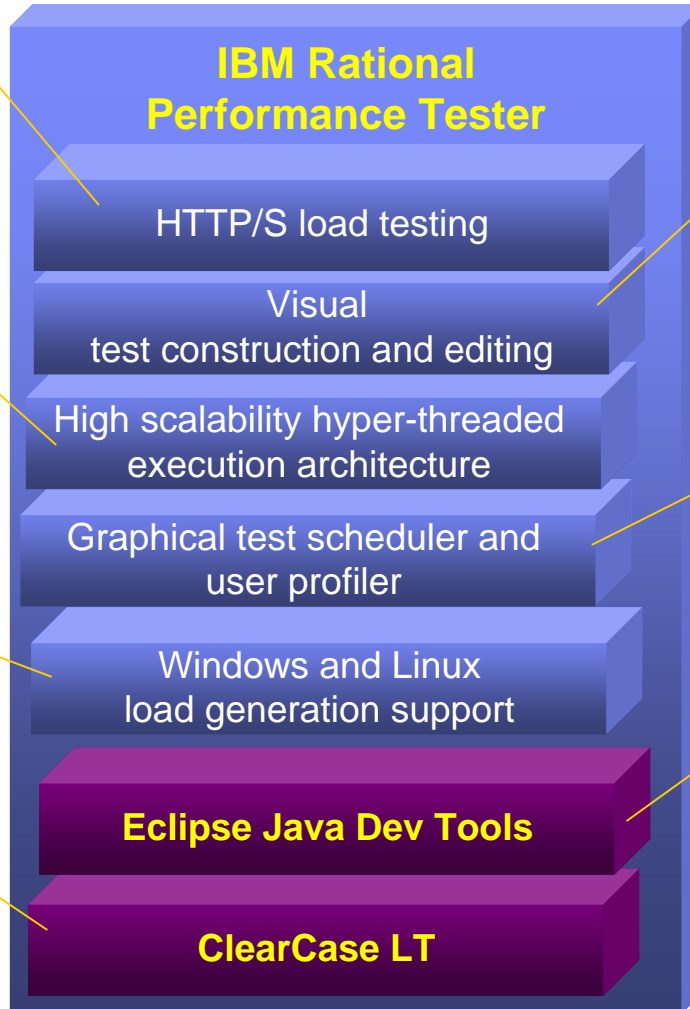 IBM Rational
Performance Tester
HTTP/S load testing
Visual
test construction and editing
High scalability hyper-threaded
execution architecture
Graphical test scheduler and
user profiler
Windows and Linux
load generation support
Eclipse Java Dev Tools
ClearCase LT